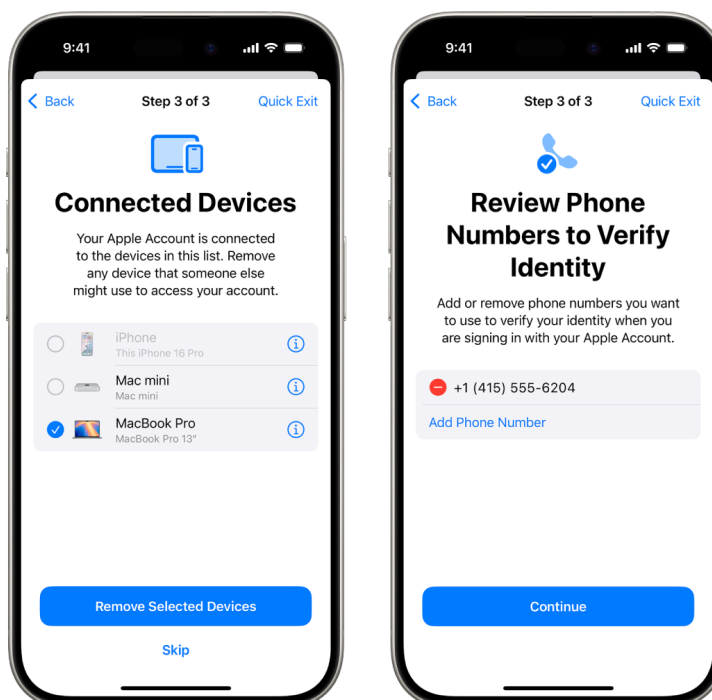 9:41
Back
Step 3 of 3
Quick Exit
Connected Devices
Your Apple Account is connected
to the devices in this list. Remove
any device that someone else
might use to access your account.
iPhone
This iPhone 16 Pro
Mac mini
Mac mini
MacBook Pro
MacBook Pro 13"
Remove Selected Devices
Skip
9:41
Back
Step 3 of 3
Quick Exit
Review Phone
Numbers to Verify
Identity
Add or remove phone numbers you want
to use to verify your identity when you
are signing in with your Apple Account.
+1 (415) 555-6204
Add Phone Number
Continue